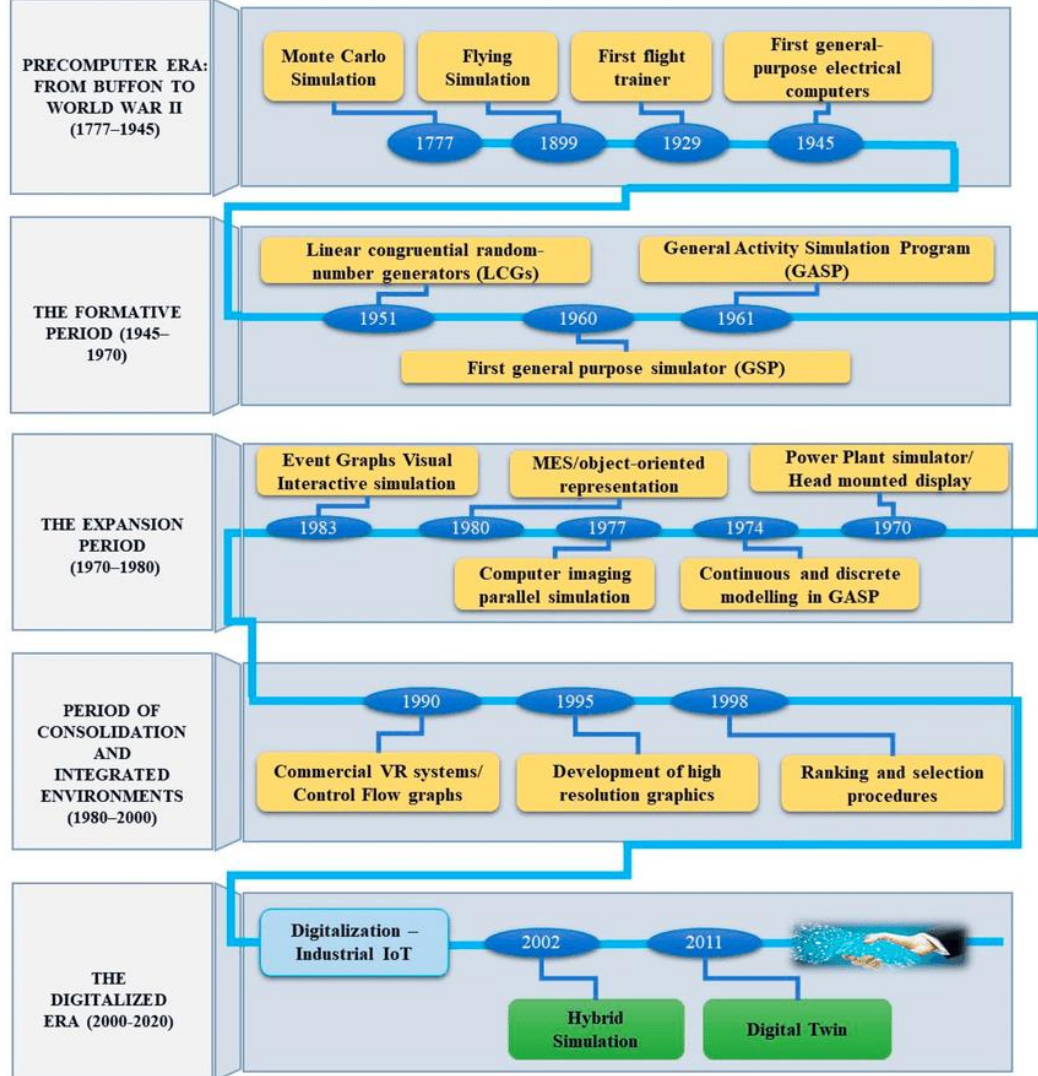 PRECOMPUTER ERA:
FROM BUFFON TO
WORLD WAR II
(1777–1945)
Monte Carlo
Simulation
Flying
Simulation
First flight
trainer
First general-
purpose electrical
computers
1777
1899
1929
1945
THE FORMATIVE
PERIOD (1945–
1970)
Linear congruential random-
number generators (LCGs)
General Activity Simulation Program
(GASP)
1951
1960
1961
First general purpose simulator (GSP)
THE EXPANSION
PERIOD
(1970–1980)
Event Graphs Visual
Interactive simulation
MES/object-oriented
representation
Power Plant simulator/
Head mounted display
1983
1980
1977
1974
1970
Computer imaging
parallel simulation
Continuous and discrete
modelling in GASP
PERIOD OF
CONSOLIDATION
AND
INTEGRATED
ENVIRONMENTS
(1980–2000)
1990
1995
1998
Commercial VR systems/
Control Flow graphs
Development of high
resolution graphics
Ranking and selection
procedures
THE
DIGITALIZED
ERA (2000-2020)
Digitalization –
Industrial IoT
2002
2011
Hybrid
Simulation
Digital Twin